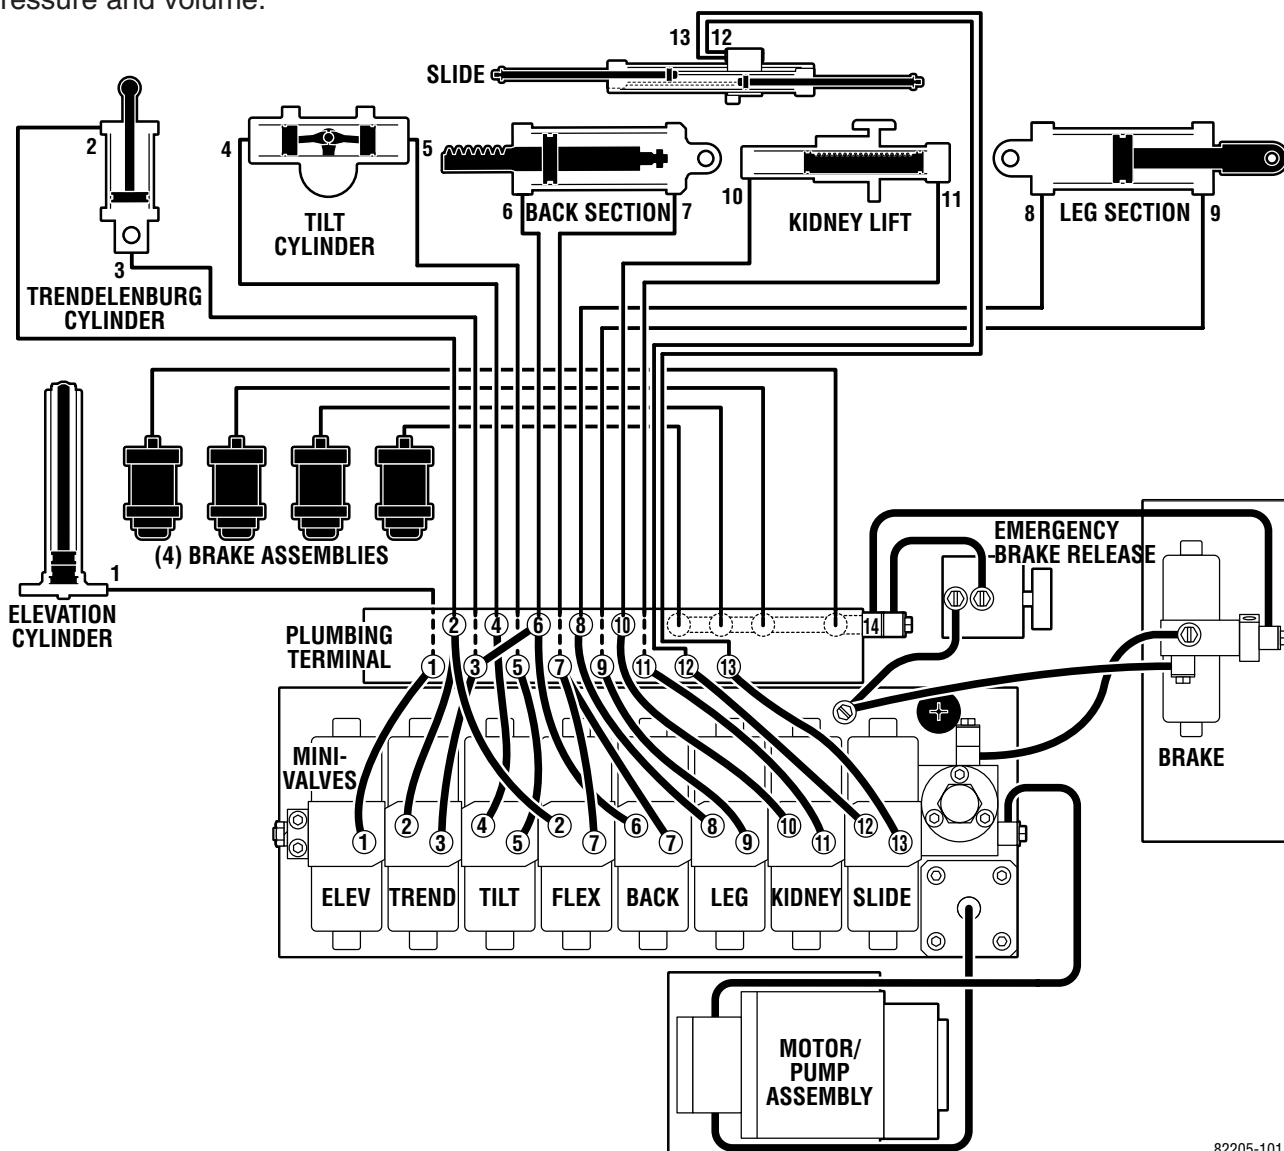 ressure and volume.
13 12
SLIDE
2
4
5
3
TRENDELENBURG
CYLINDER
TILT
CYLINDER
6 BACK SECTION 7
10
11
KIDNEY LIFT
8 LEG SECTION 9
(4) BRAKE ASSEMBLIES
1
ELEVATION
CYLINDER
EMERGENCY
BRAKE RELEASE
PLUMBING
TERMINAL
2 4 6 8 10 14
1 3 5 7 9 11 12 13
BRAKE
MINI-
VALVES
1 2 3 4 5 2 7 6 7 8 9 10 11 12 13
ELEV TREND TILT FLEX BACK LEG KIDNEY SLIDE
MOTOR/
PUMP
ASSEMBLY
82205-101